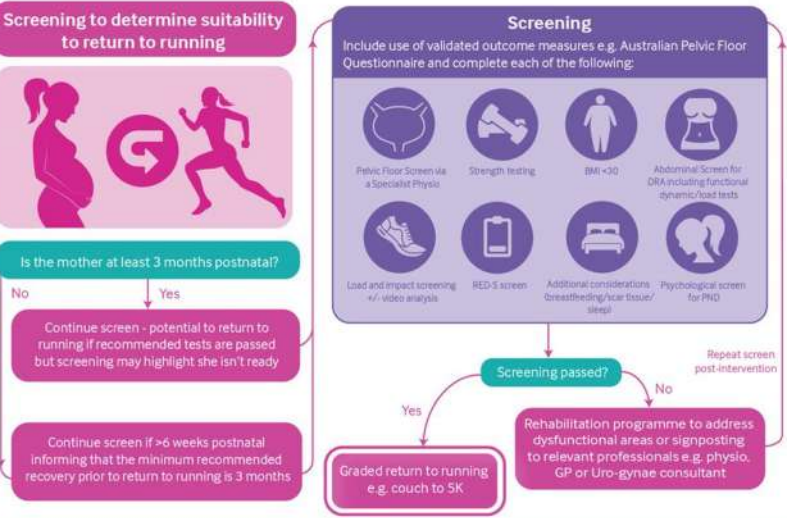 Screening to determine suitability
to return to running
Is the mother at least 3 months postnatal?
No
Yes
Continue screen - potential to return to
running if recommended tests are passed
but screening may highlight she isn't ready
Continue screen if >6 weeks postnatal
informing that the minimum recommended
recovery prior to return to running is 3 months
Screening
Include use of validated outcome measures e.g. Australian Pelvic Floor
Questionnaire and complete each of the following:
Pelvic Floor Screen via
a Specialist Physio
Strength testing
BMI <30
Abdominal Screen for
DRA including functional
dynamic/load tests
Load and impact screening
+/- video analysis
RED-S screen
Additional considerations
(breastfeeding/scar tissue/
sleep)
Psychological screen
for PND
Screening passed?
Yes
No
Repeat screen
post-intervention
Graded return to running
e.g. couch to 5K
Rehabilitation programme to address
dysfunctional areas or signposting
to relevant professionals e.g. physio,
GP or Uro-gynae consultant